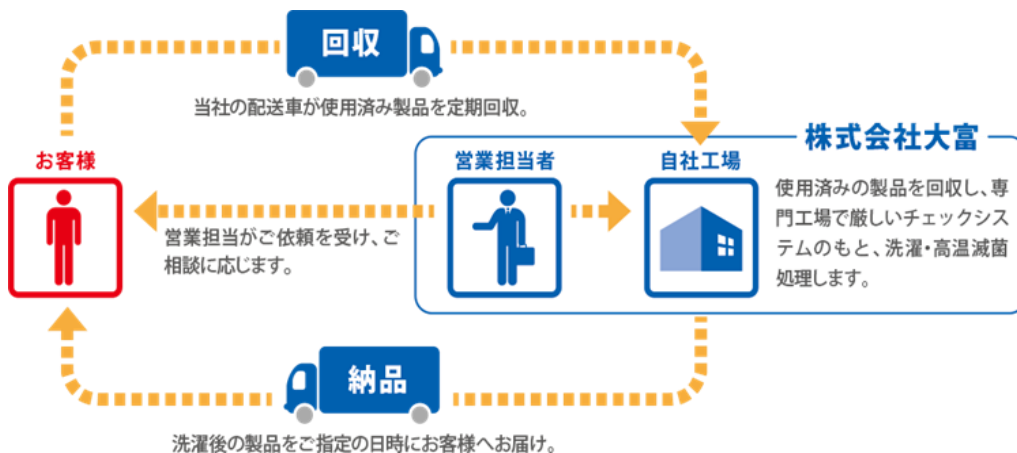 回収
当社の配送車が使用済み製品を定期回収。
株式会社大富
お客様
営業担当者
自社工場
使用済みの製品を回収し、専
門工場で厳しいチェックシス
テムのもと、洗濯・高温滅菌
処理します。
営業担当がご依頼を受け、ご
相談に応じます。
納品
洗濯後の製品をご指定の日時にお客様へお届け。